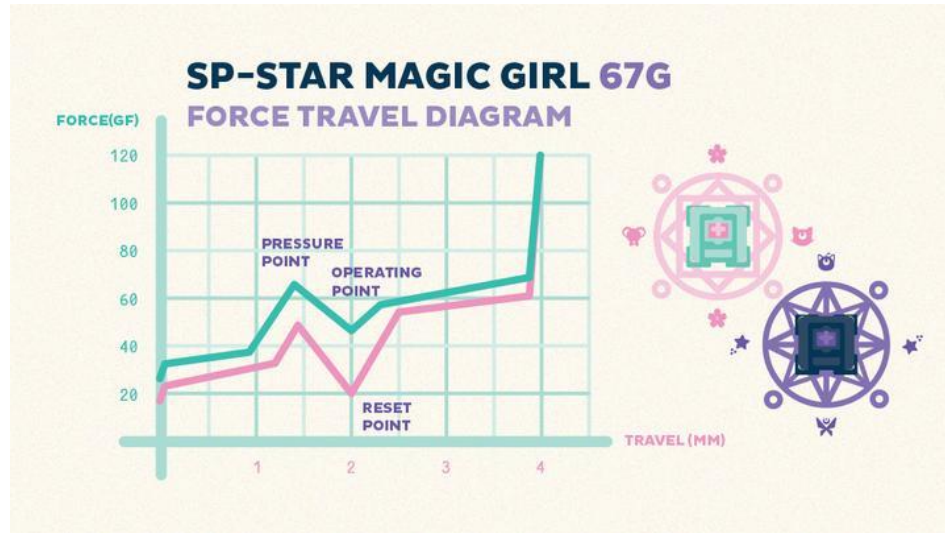 SP-STAR MAGIC GIRL 67G
FORCE TRAVEL DIAGRAM
FORCE(GF)
120
100
80
60
40
20
PRESSURE
POINT
OPERATING
POINT
RESET
POINT
TRAVEL (MM)
1 2 3 4